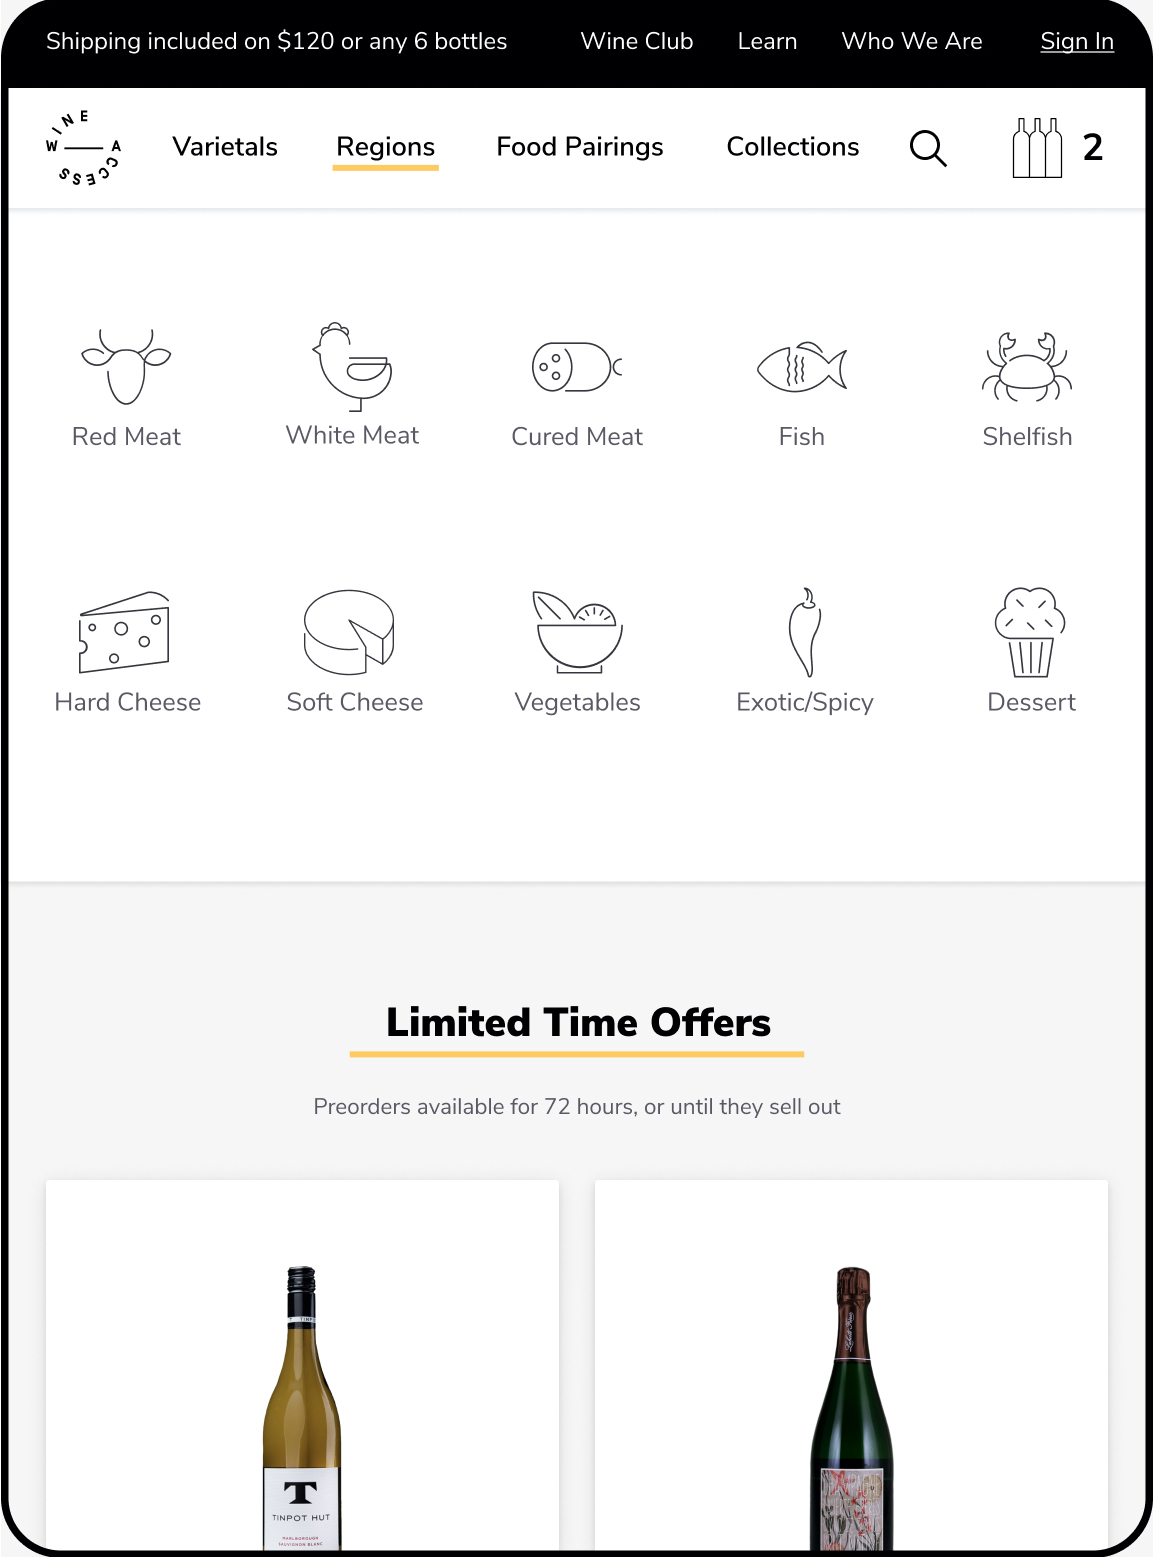 Shipping included on $120 or any 6 bottles Wine Club Learn Who We Are Sign In
WINE ACCESS Varietals Regions Food Pairings Collections 2
Red Meat White Meat Cured Meat Fish Shelfish
Hard Cheese Soft Cheese Vegetables Exotic/Spicy Dessert
Limited Time Offers
Preorders available for 72 hours, or until they sell out
T
TINPOT HUT
MARLBOROUGH
SAUVIGNON BLANC